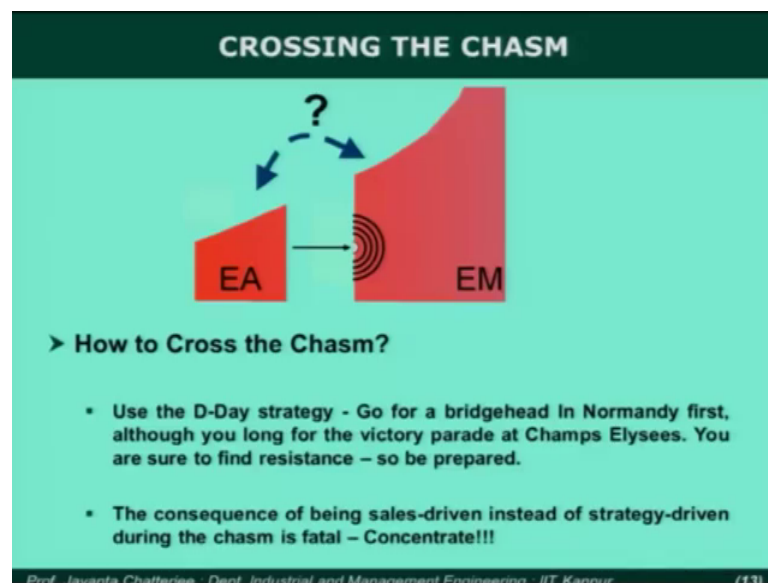 CROSSING THE CHASM
?
EA
EM
➤ How to Cross the Chasm?
▪ Use the D-Day strategy - Go for a bridgehead In Normandy first,
although you long for the victory parade at Champs Elysees. You
are sure to find resistance – so be prepared.
▪ The consequence of being sales-driven instead of strategy-driven
during the chasm is fatal – Concentrate!!!
Prof. Jayanta Chatterjee : Dept. Industrial and Management Engineering : IIT Kanpur
(13)